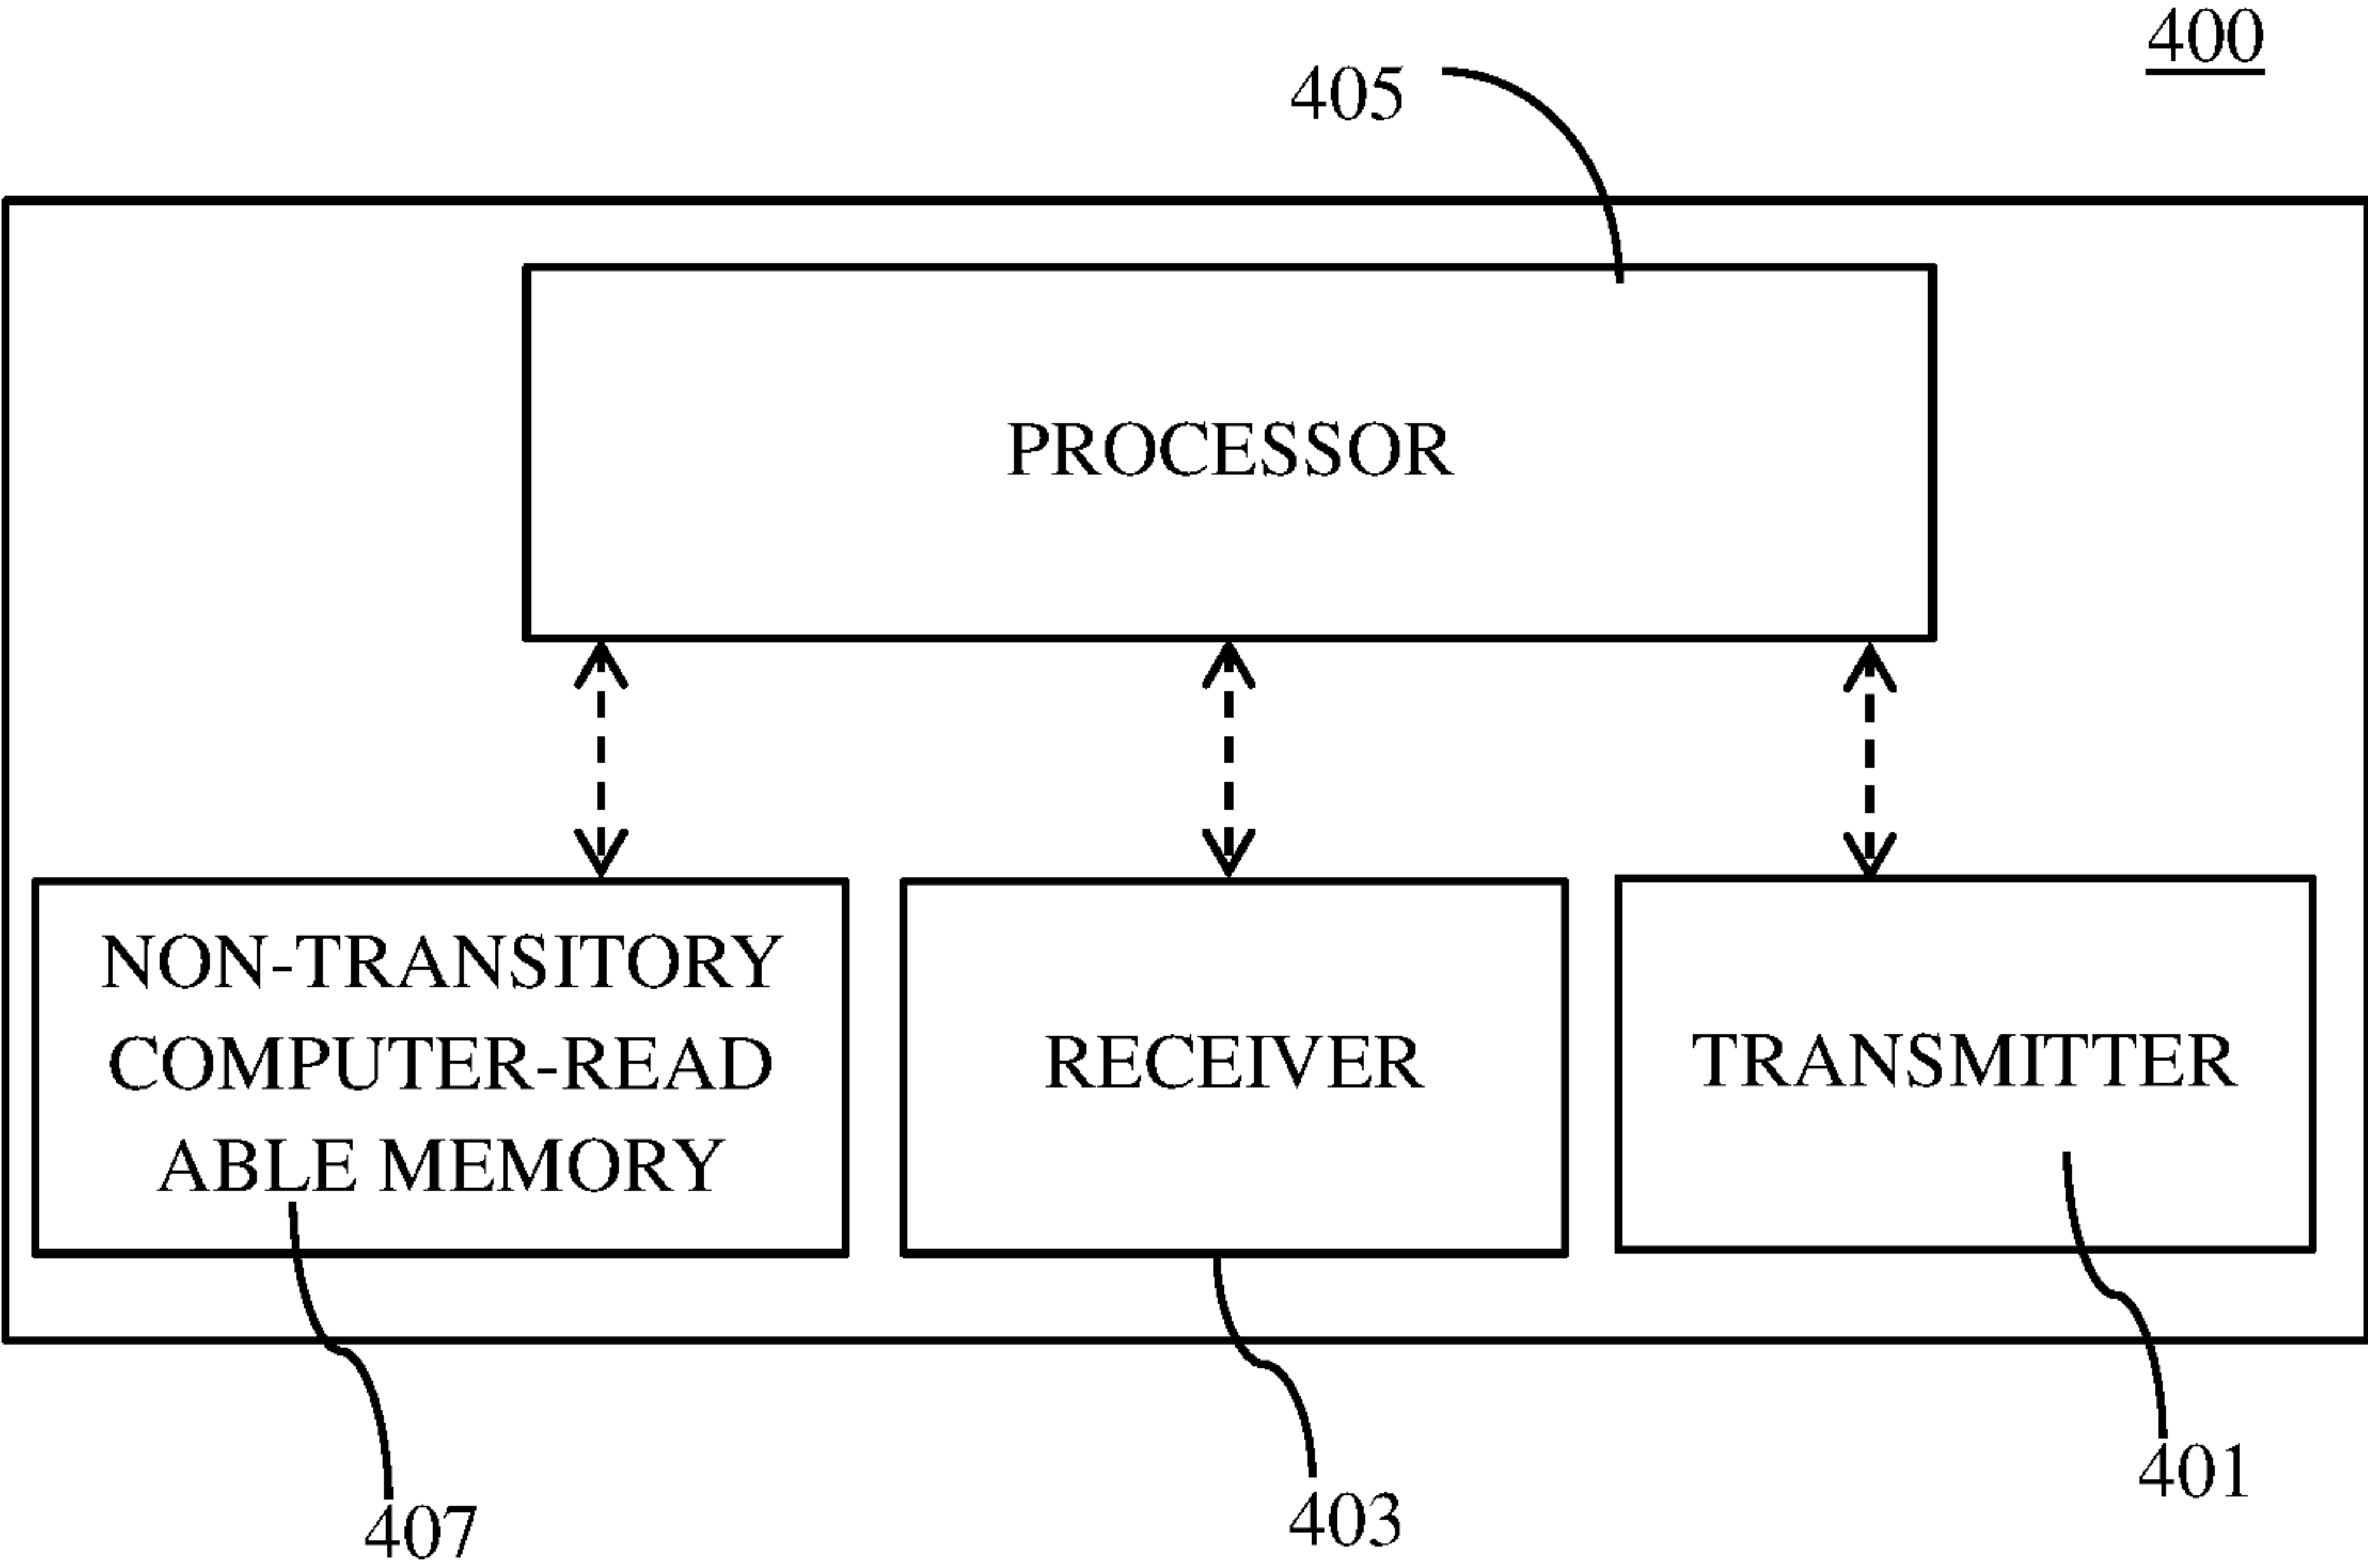 400
405
PROCESSOR
NON-TRANSITORY
COMPUTER-READ
ABLE MEMORY
RECEIVER
TRANSMITTER
407
403
401